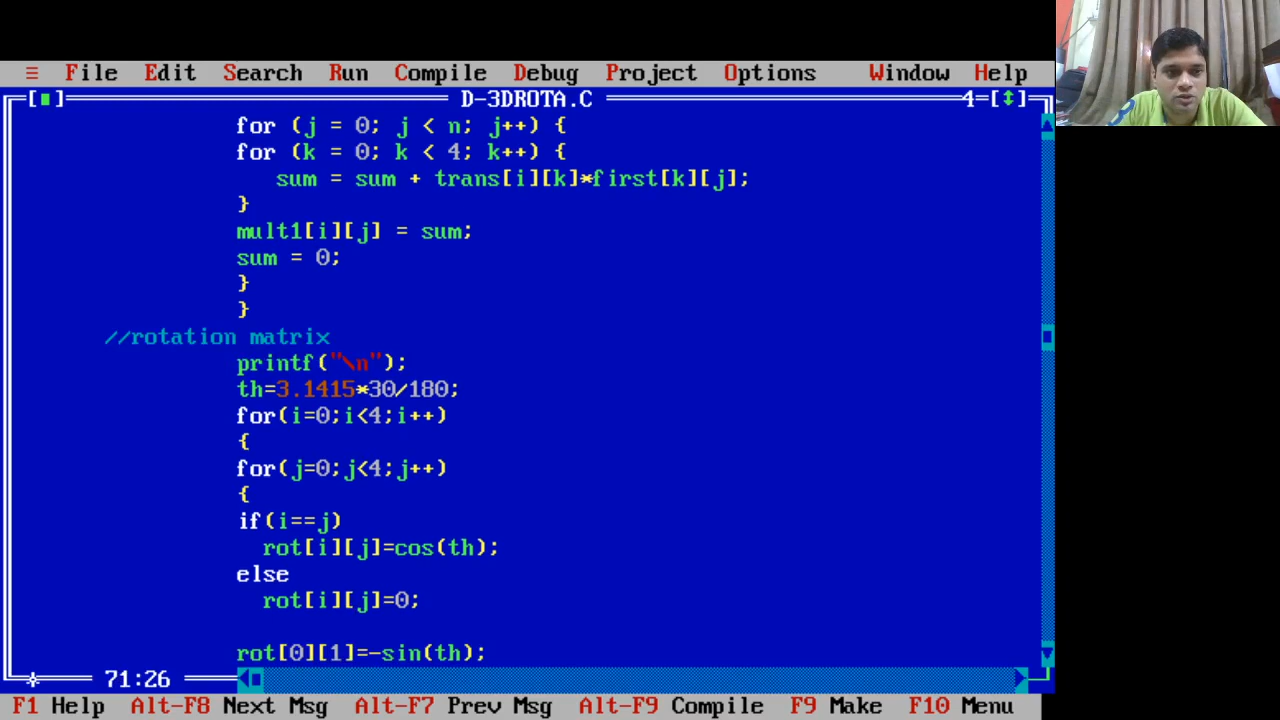 ≡ File Edit Search Run Compile Debug Project Options Window Help
[■] D-3DROTA.C 4=[↕]
for (j = 0; j < n; j++) {
for (k = 0; k < 4; k++) {
sum = sum + trans[i][k]*first[k][j];
}
mult1[i][j] = sum;
sum = 0;
}
}
//rotation matrix
printf("\n");
th=3.1415*30/180;
for(i=0;i<4;i++)
{
for(j=0;j<4;j++)
{
if(i==j)
rot[i][j]=cos(th);
else
rot[i][j]=0;
rot[0][1]=-sin(th);
71:26
F1 Help Alt-F8 Next Msg Alt-F7 Prev Msg Alt-F9 Compile F9 Make F10 Menu